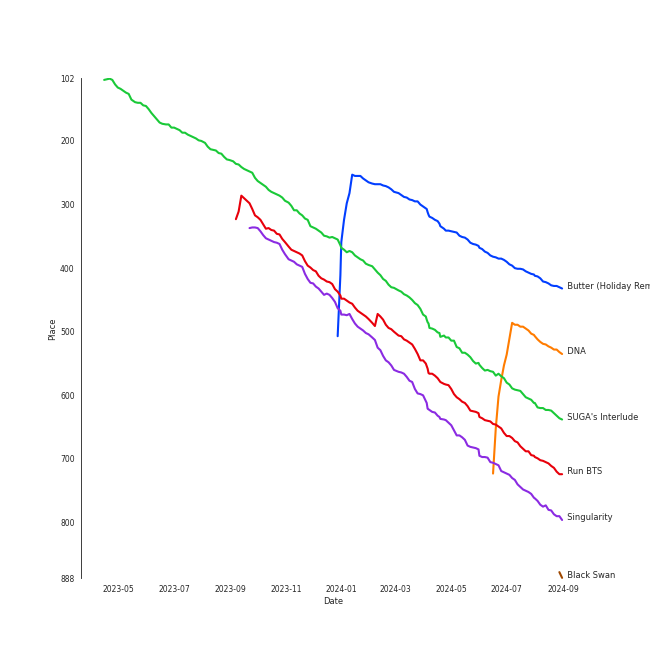 102
200
300
400
500
600
700
800
888
Place
2023-05
2023-07
2023-09
2023-11
2024-01
2024-03
2024-05
2024-07
2024-09
Date
Butter (Holiday Rem
DNA
SUGA's Interlude
Run BTS
Singularity
Black Swan